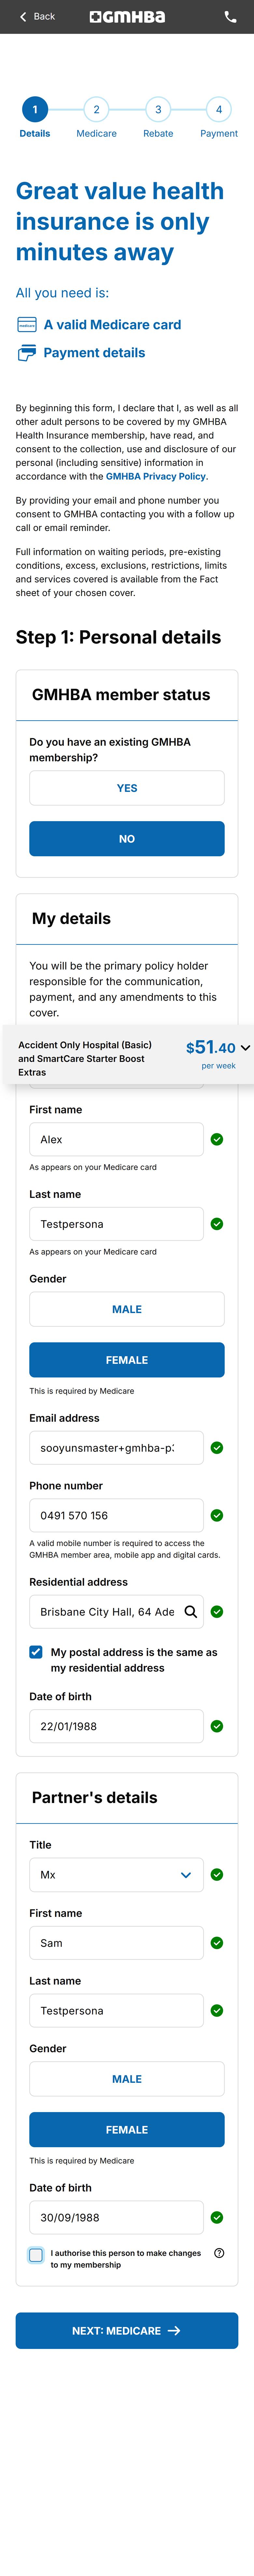 Back
GMHBA
1
2
3
4
Details
Medicare
Rebate
Payment
Great value health
insurance is only
minutes away
All you need is:
A valid Medicare card
Payment details
By beginning this form, I declare that I, as well as all
other adult persons to be covered by my GMHBA
Health Insurance membership, have read, and
consent to the collection, use and disclosure of our
personal (including sensitive) information in
accordance with the GMHBA Privacy Policy.
By providing your email and phone number you
consent to GMHBA contacting you with a follow up
call or email reminder.
Full information on waiting periods, pre-existing
conditions, excess, exclusions, restrictions, limits
and services covered is available from the Fact
sheet of your chosen cover.
Step 1: Personal details
GMHBA member status
Do you have an existing GMHBA
membership?
YES
NO
My details
You will be the primary policy holder
responsible for the communication,
payment, and any amendments to this
cover.
Accident Only Hospital (Basic)
and SmartCare Starter Boost
Extras
$51.40
per week
First name
Alex
As appears on your Medicare card
Last name
Testpersona
As appears on your Medicare card
Gender
MALE
FEMALE
This is required by Medicare
Email address
sooyunsmaster+gmhba-p
Phone number
0491 570 156
A valid mobile number is required to access the
GMHBA member area, mobile app and digital cards.
Residential address
Brisbane City Hall, 64 Ade
My postal address is the same as
my residential address
Date of birth
22/01/1988
Partner's details
Title
Mx
First name
Sam
Last name
Testpersona
Gender
MALE
FEMALE
This is required by Medicare
Date of birth
30/09/1988
I authorise this person to make changes
to my membership
NEXT: MEDICARE